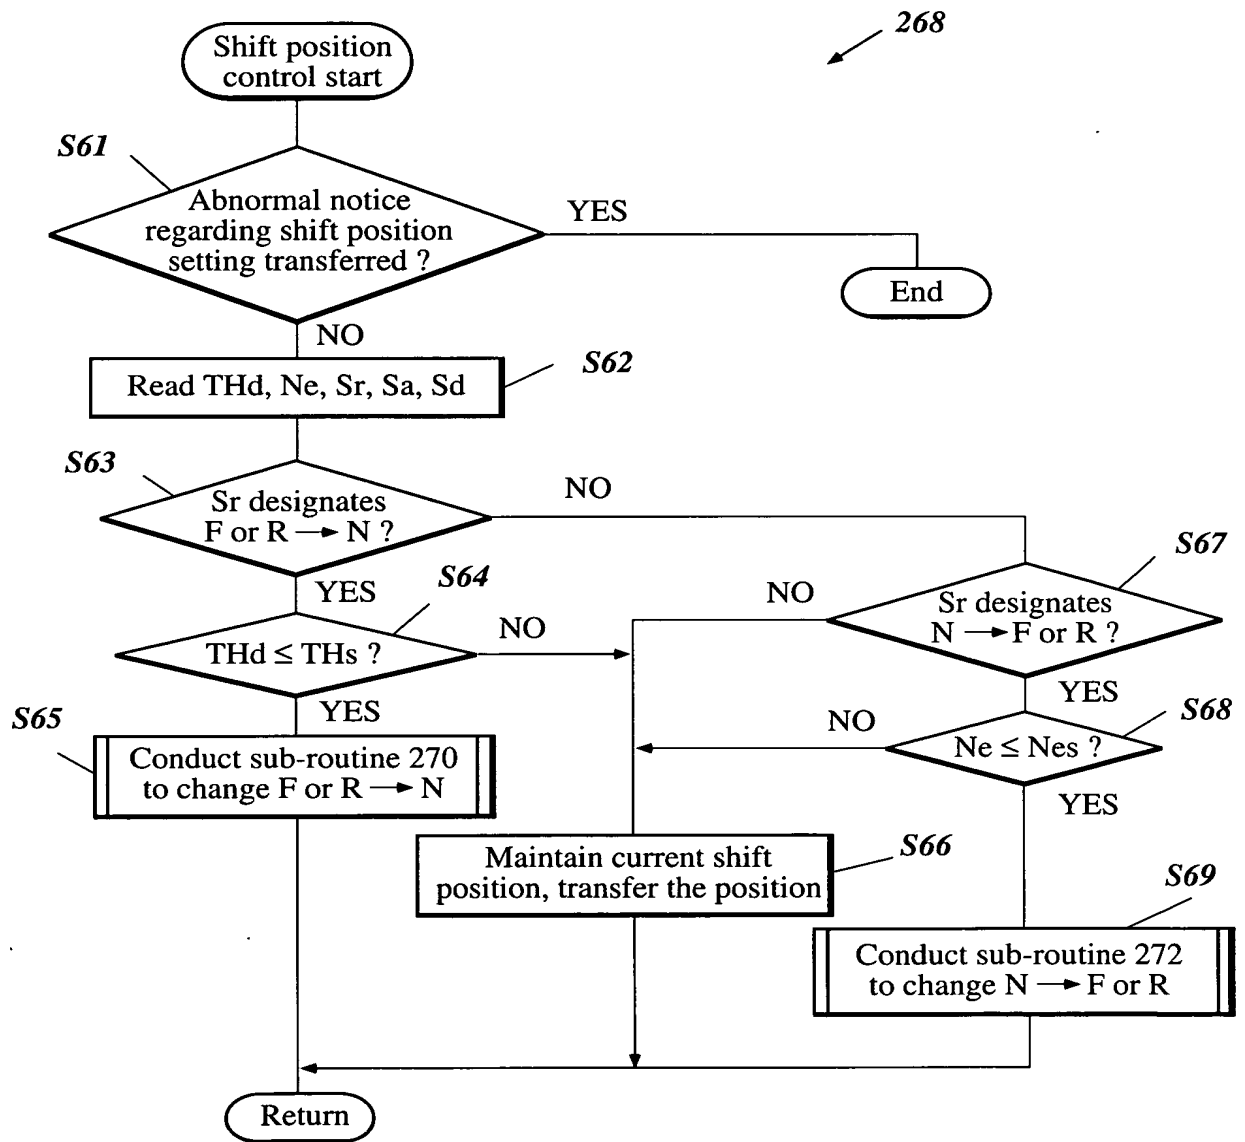 Shift position
control start
268
S61
Abnormal notice
regarding shift position
setting transferred ?
YES
End
NO
Read THd, Ne, Sr, Sa, Sd
S62
S63
Sr designates
F or R → N ?
NO
YES
S64
THd ≤ THs ?
NO
YES
S67
Sr designates
N → F or R ?
NO
YES
S68
Ne ≤ Nes ?
NO
YES
S65
Conduct sub-routine 270
to change F or R → N
S66
Maintain current shift
position, transfer the position
S69
Conduct sub-routine 272
to change N → F or R
Return